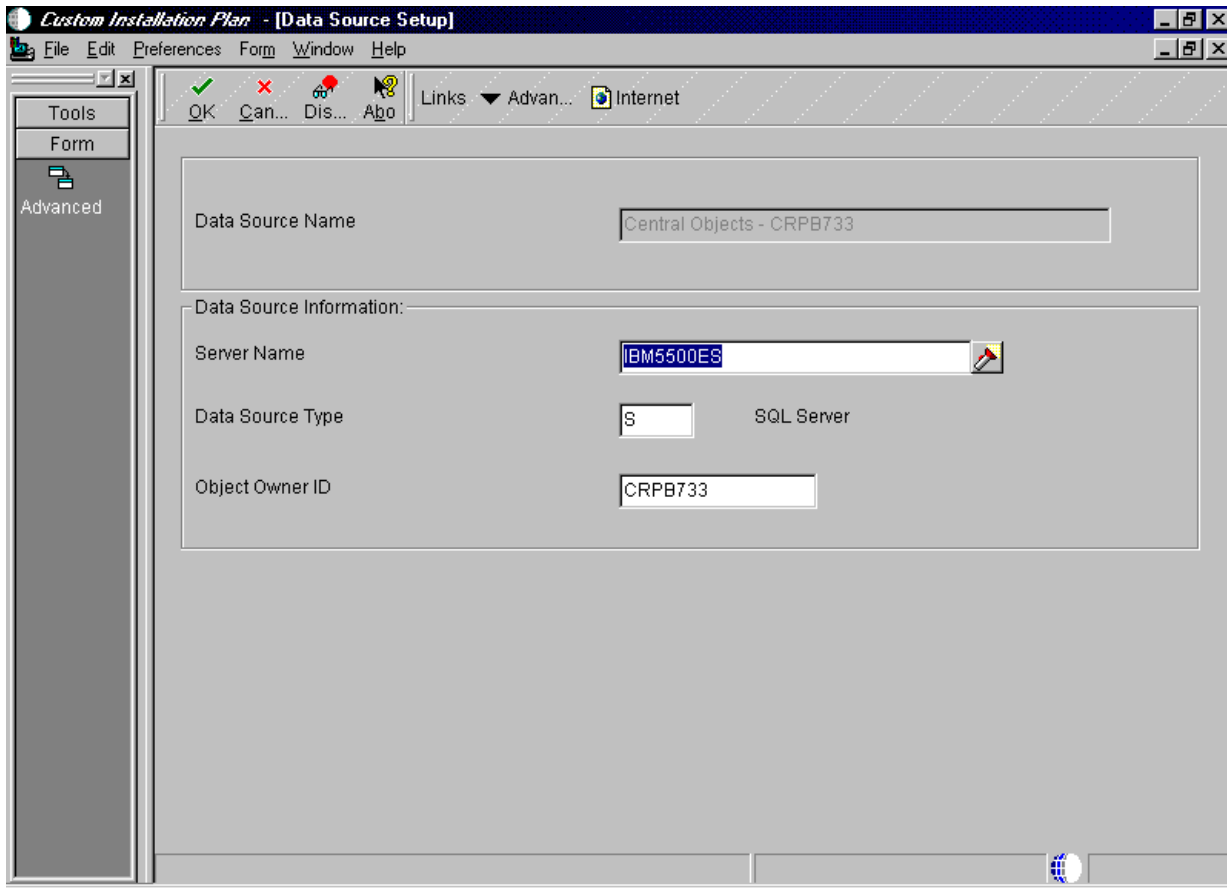 Custom Installation Plan - [Data Source Setup]
File Edit Preferences Form Window Help
Tools
Form
Advanced
OK Can... Dis... Abo Links Advan... Internet
Data Source Name Central Objects - CRPB733
Data Source Information:
Server Name IBM5500ES
Data Source Type S SQL Server
Object Owner ID CRPB733